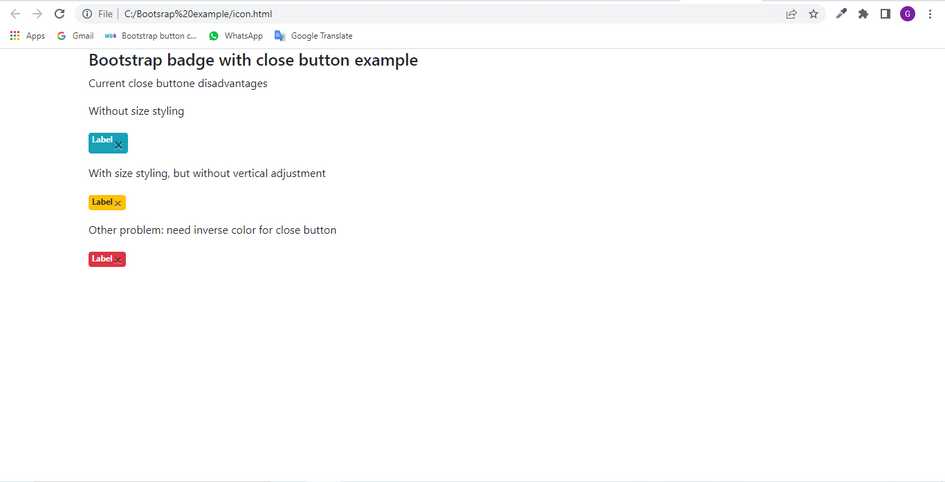 File | C:/Bootsrap%20example/icon.html
G
Apps Gmail Bootstrap button c... WhatsApp Google Translate
Bootstrap badge with close button example
Current close buttone disadvantages
Without size styling
Label ×
With size styling, but without vertical adjustment
Label ×
Other problem: need inverse color for close button
Label ×